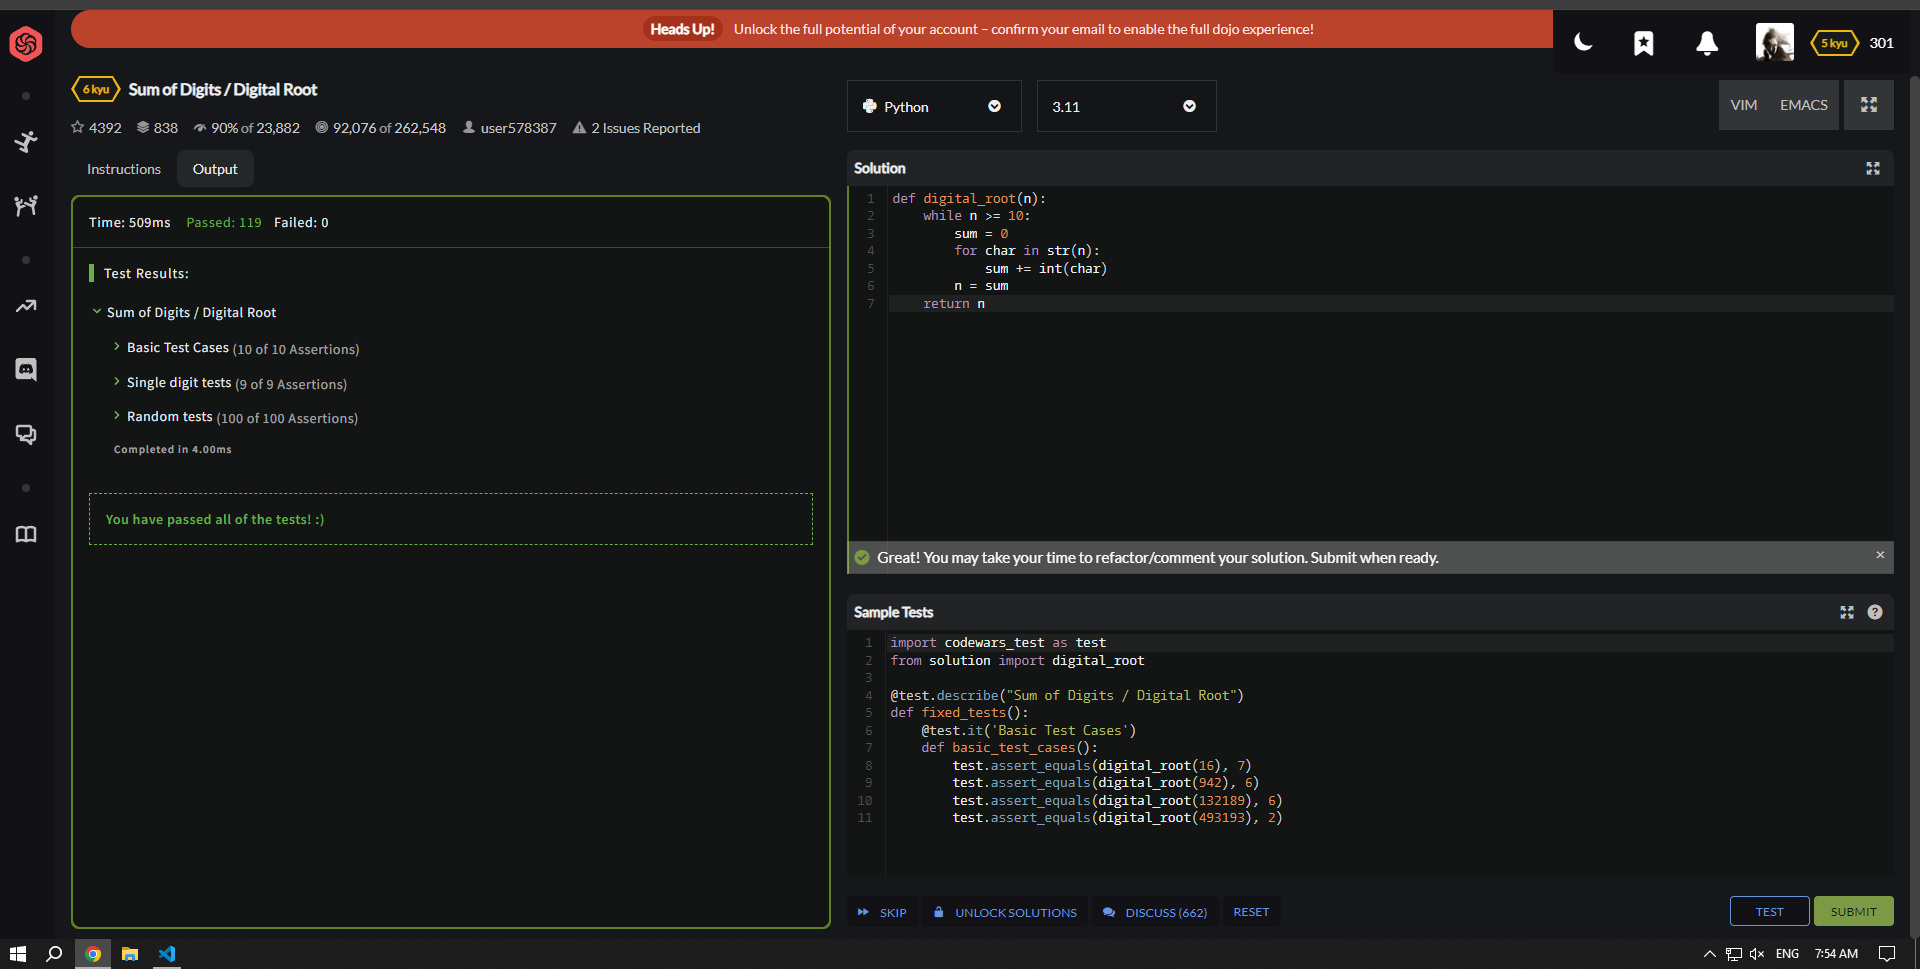 Heads Up! Unlock the full potential of your account – confirm your email to enable the full dojo experience!
5 kyu 301
6 kyu Sum of Digits / Digital Root
4392 838 90% of 23,882 92,076 of 262,548 user578387 2 Issues Reported
Instructions Output
Time: 509ms Passed: 119 Failed: 0
Test Results:
Sum of Digits / Digital Root
Basic Test Cases (10 of 10 Assertions)
Single digit tests (9 of 9 Assertions)
Random tests (100 of 100 Assertions)
Completed in 4.00ms
You have passed all of the tests! :)
Python 3.11 VIM EMACS
Solution
1 def digital_root(n):
2     while n >= 10:
3         sum = 0
4         for char in str(n):
5             sum += int(char)
6         n = sum
7     return n
Great! You may take your time to refactor/comment your solution. Submit when ready. ×
Sample Tests ?
1 import codewars_test as test
2 from solution import digital_root
3
4 @test.describe("Sum of Digits / Digital Root")
5 def fixed_tests():
6     @test.it('Basic Test Cases')
7     def basic_test_cases():
8         test.assert_equals(digital_root(16), 7)
9         test.assert_equals(digital_root(942), 6)
10         test.assert_equals(digital_root(132189), 6)
11         test.assert_equals(digital_root(493193), 2)
SKIP UNLOCK SOLUTIONS DISCUSS (662) RESET TEST SUBMIT
ENG 7:54 AM